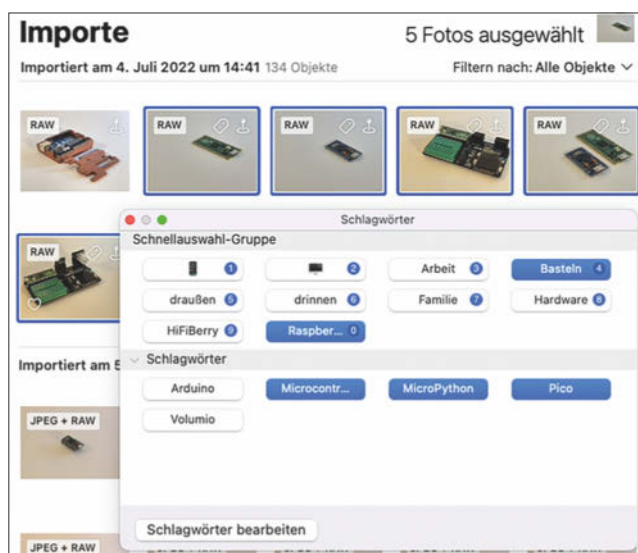 Importe
5 Fotos ausgewählt
Importiert am 4. Juli 2022 um 14:41 134 Objekte
Filtern nach: Alle Objekte
RAW
RAW
RAW
RAW
RAW
RAW
Schlagwörter
Schnellauswahl-Gruppe
1
2
Arbeit 3
Basteln 4
draußen 5
drinnen 6
Familie 7
Hardware 8
HiFiBerry 9
Raspber... 0
Importiert am 5
Schlagwörter
Arduino
Microcontr...
MicroPython
Pico
JPEG + RAW
Volumio
Schlagwörter bearbeiten
JPEG + RAW